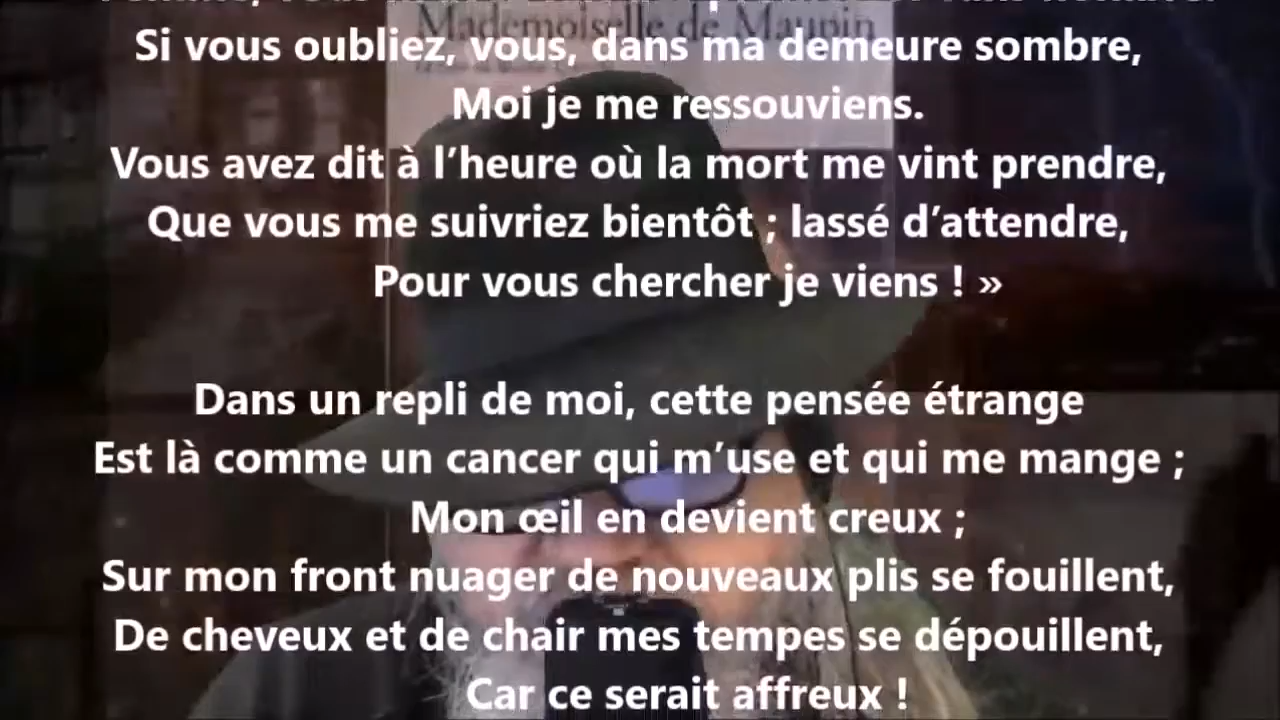 Mademoiselle de Maupin
Si vous oubliez, vous, dans ma demeure sombre,
Moi je me ressouviens.
Vous avez dit à l’heure où la mort me vint prendre,
Que vous me suivriez bientôt ; lassé d’attendre,
Pour vous chercher je viens ! »
Dans un repli de moi, cette pensée étrange
Est là comme un cancer qui m’use et qui me mange ;
Mon œil en devient creux ;
Sur mon front nuager de nouveaux plis se fouillent,
De cheveux et de chair mes tempes se dépouillent,
Car ce serait affreux !